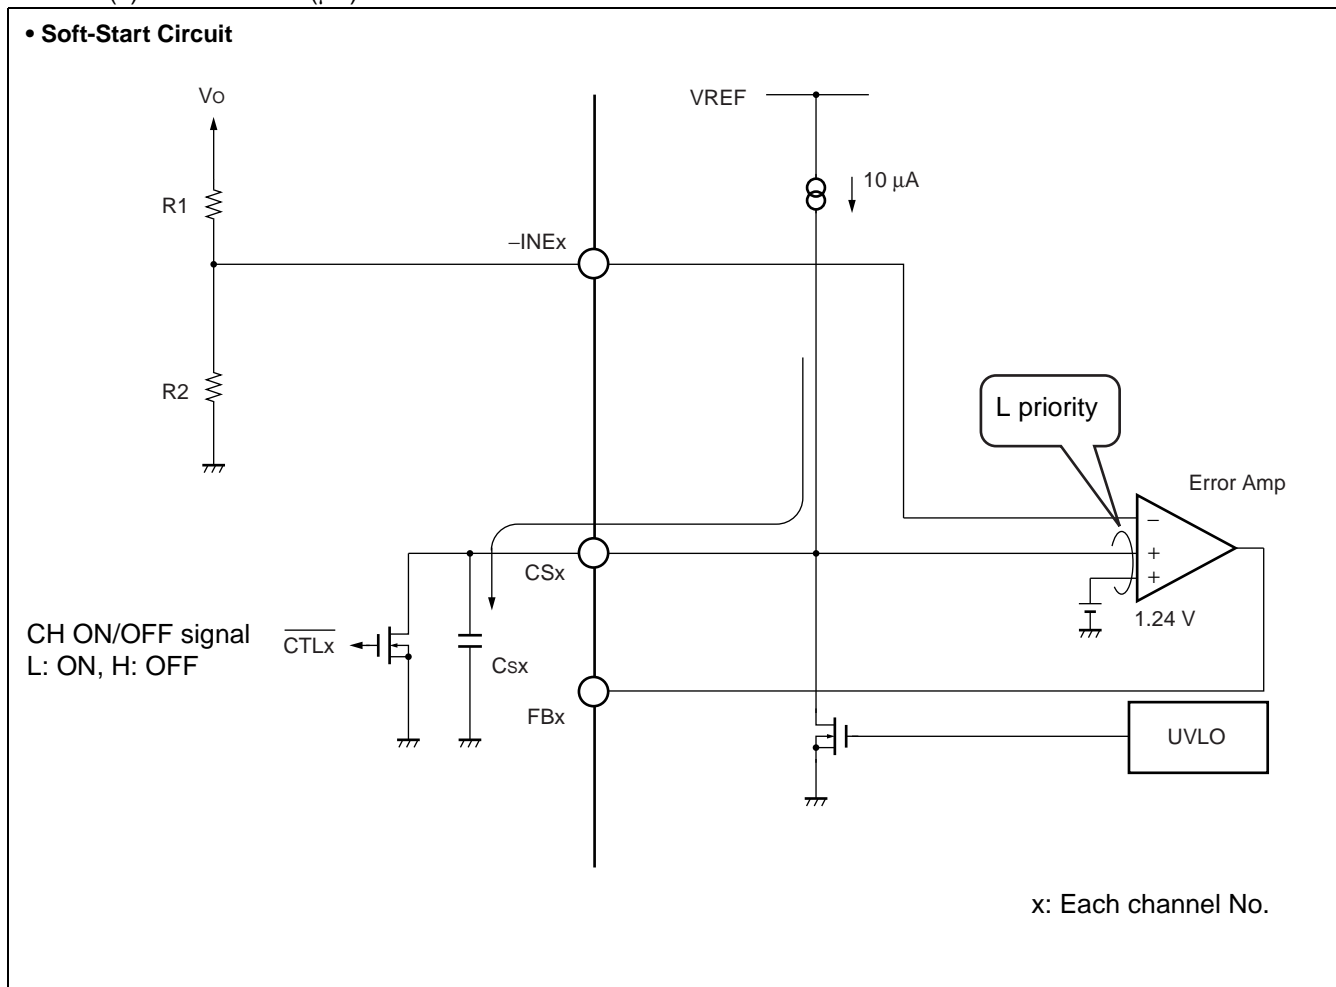 • Soft-Start Circuit
VO
VREF
R1
10 μA
−INEx
R2
L priority
Error Amp
−
+
+
CSx
1.24 V
CH ON/OFF signal
L: ON, H: OFF
CTLx
CSX
FBx
UVLO
x: Each channel No.